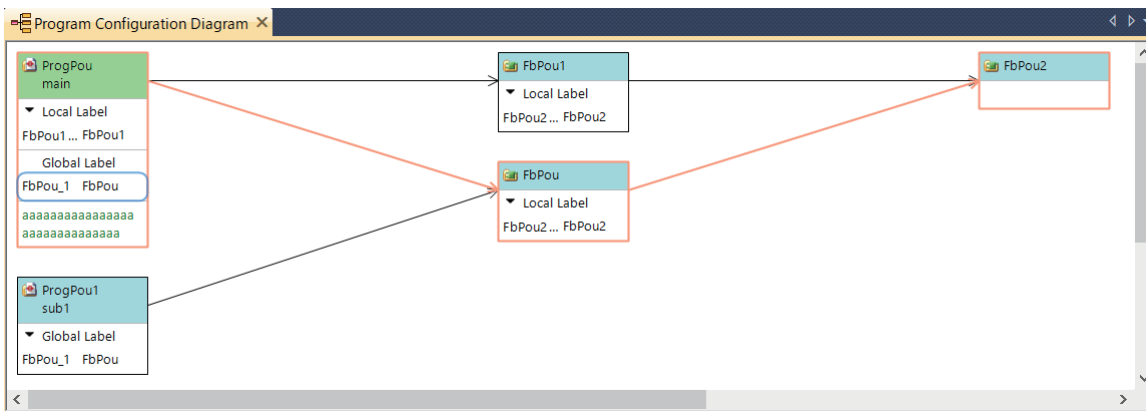 Program Configuration Diagram
ProgPou
main
Local Label
FbPou1... FbPou1
Global Label
FbPou_1 FbPou
aaaaaaaaaaaaaaaa
aaaaaaaaaaaaaa
ProgPou1
sub1
Global Label
FbPou_1 FbPou
FbPou1
Local Label
FbPou2... FbPou2
FbPou
Local Label
FbPou2... FbPou2
FbPou2